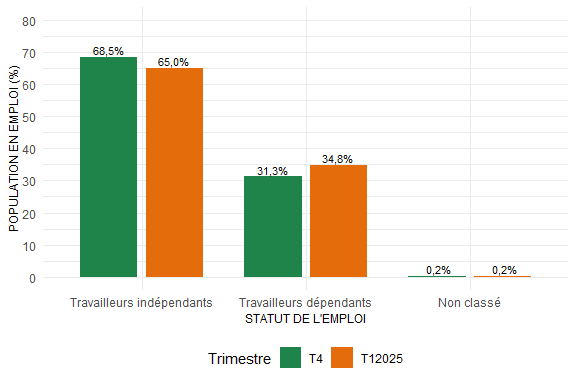 POPULATION EN EMPLOI (%)
80
70
60
50
40
30
20
10
0
68,5%
65,0%
31,3%
34,8%
0,2%
0,2%
Travailleurs indépendants
Travailleurs dépendants
Non classé
STATUT DE L'EMPLOI
Trimestre
T4
T12025